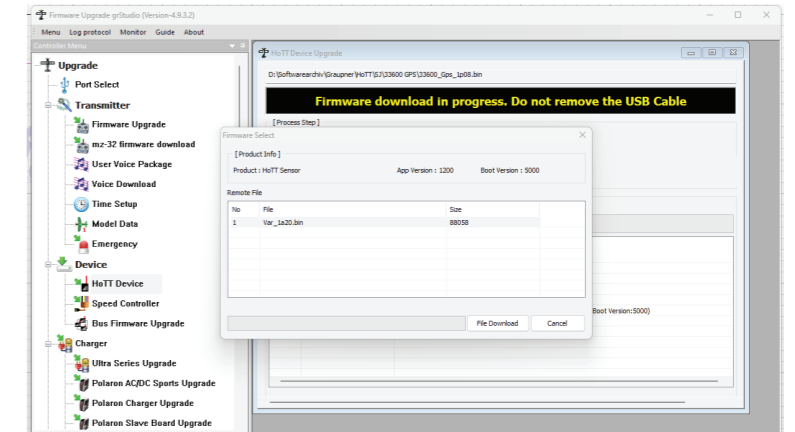 Firmware Upgrade grStudio (Version-4.9.3.2)
Menu Log protocol Monitor Guide About
Controller Menu
Upgrade
Port Select
Transmitter
Firmware Upgrade
mz-32 firmware download
User Voice Package
Voice Download
Time Setup
Model Data
Emergency
Device
HoTT Device
Speed Controller
Bus Firmware Upgrade
Charger
Ultra Series Upgrade
Polaron AC/DC Sports Upgrade
Polaron Charger Upgrade
Polaron Slave Board Upgrade
HoTT Device Upgrade
D:\Softwarearchiv\Graupner\HoTT\SJ\33600 GPS\33600_Gps_1p08.bin
Firmware download in progress. Do not remove the USB Cable
[ Process Step ]
Boot Version:5000)
Firmware Select
[ Product Info ]
Product : HoTT Sensor App Version : 1200 Boot Version : 5000
Remote File
No File Size
1 Var_1a20.bin 88058
File Download Cancel